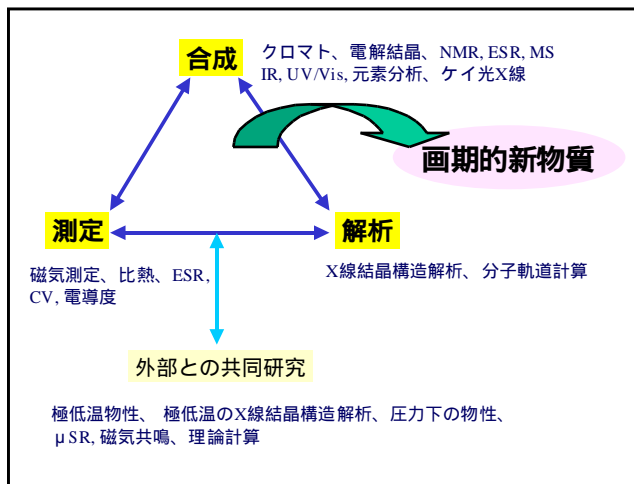 合成
クロマト、電解結晶、NMR, ESR, MS
IR, UV/Vis, 元素分析、ケイ光X線
画期的新物質
測定
解析
磁気測定、比熱、ESR,
CV, 電導度
X線結晶構造解析、分子軌道計算
外部との共同研究
極低温物性、 極低温のX線結晶構造解析、圧力下の物性、
μSR, 磁気共鳴、理論計算